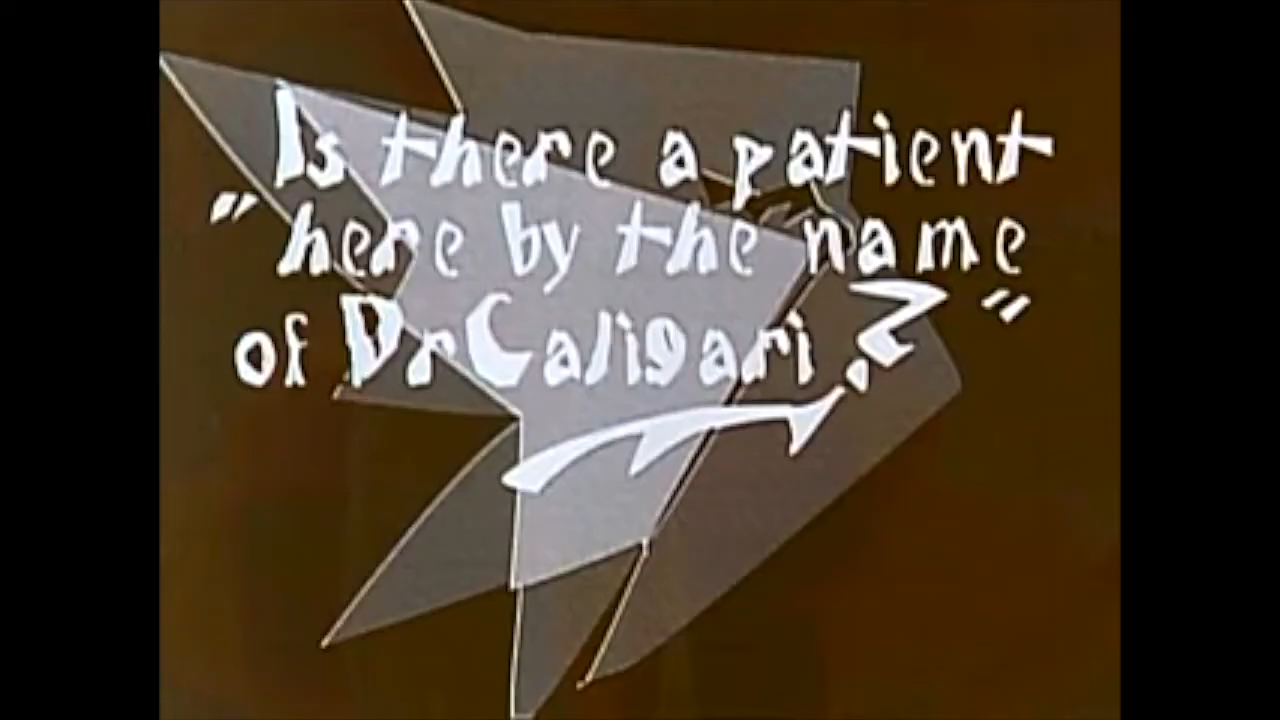 Is there a patient
"here by the name
of Dr Caligari?"